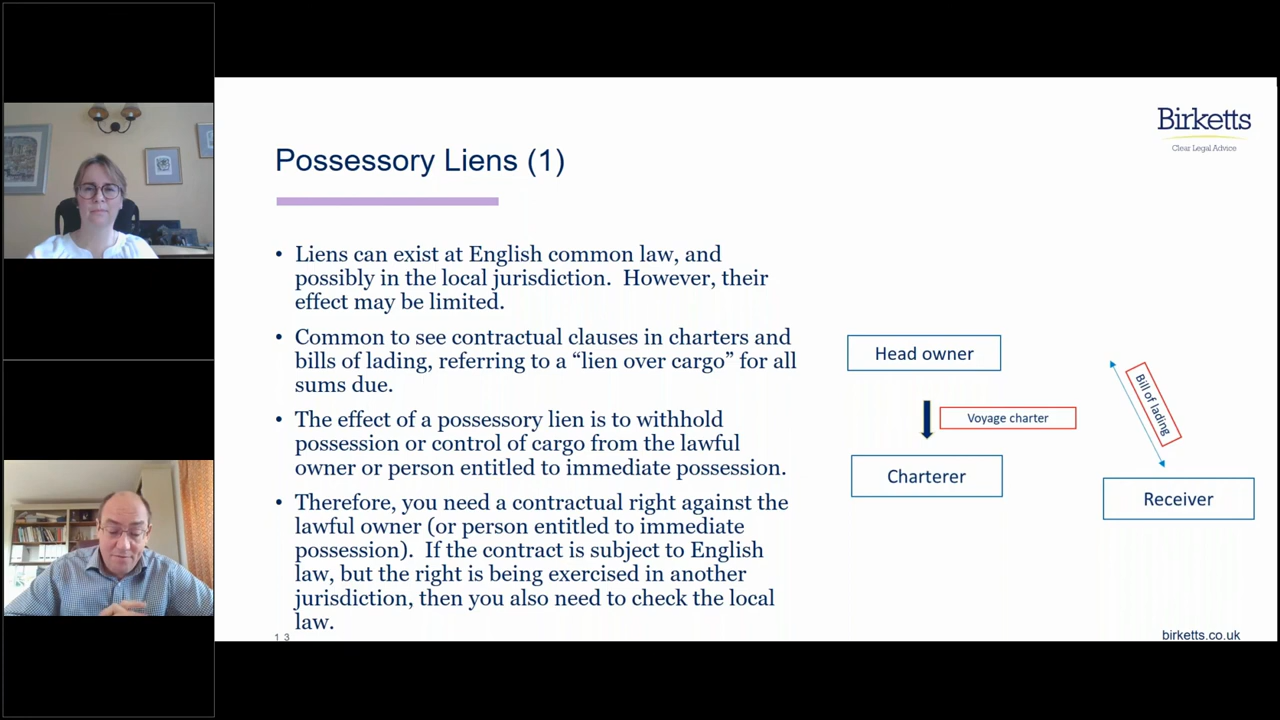 Birketts
Clear Legal Advice
Possessory Liens (1)
• Liens can exist at English common law, and
possibly in the local jurisdiction.  However, their
effect may be limited.
• Common to see contractual clauses in charters and
bills of lading, referring to a “lien over cargo” for all
sums due.
• The effect of a possessory lien is to withhold
possession or control of cargo from the lawful
owner or person entitled to immediate possession.
• Therefore, you need a contractual right against the
lawful owner (or person entitled to immediate
possession).  If the contract is subject to English
law, but the right is being exercised in another
jurisdiction, then you also need to check the local
law.
Head owner
Voyage charter
Bill of lading
Charterer
Receiver
13
birketts.co.uk